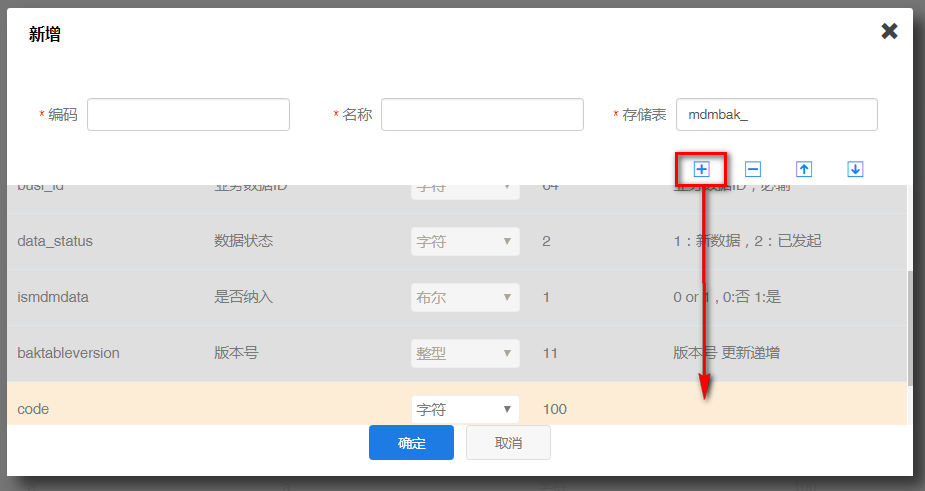 新增
* 编码
* 名称
* 存储表 mdmbak_
busi_id 业务数据ID 字符 64 业务数据ID，必输
data_status 数据状态 字符 2 1：新数据，2：已发起
ismdmdata 是否纳入 布尔 1 0 or 1 , 0:否 1:是
baktableversion 版本号 整型 11 版本号 更新递增
code 字符 100
确定 取消